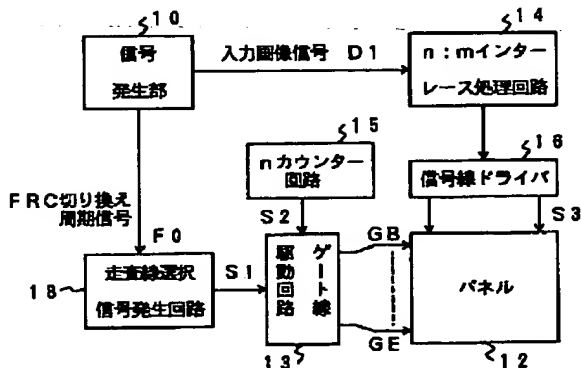 10
信号
発生部
入力画像信号 D1
14
n:mインター
レース処理回路
15
nカウンター
回路
16
信号線ドライバ
FRC切り換え
周期信号
F0
S2
S3
走査線選択
信号発生回路
18
S1
ゲート線
駆動回路
13
GB
GE
パネル
12